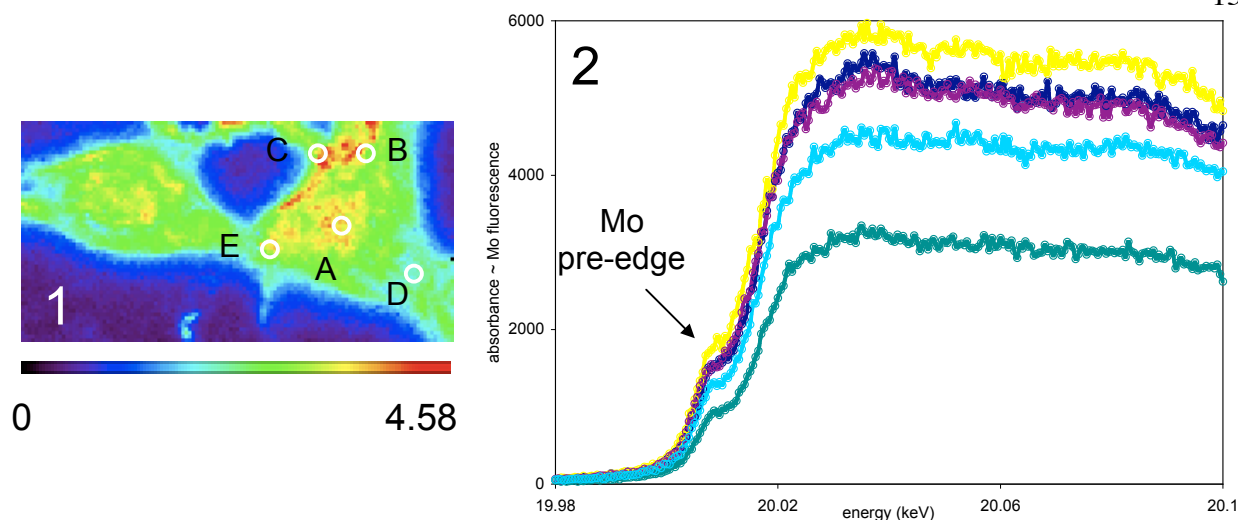 C
B
E
A
D
1
0
4.58
2
Mo
pre-edge
absorbance ~ Mo fluorescence
6000
4000
2000
0
19.98
20.02
20.06
20.1
energy (keV)